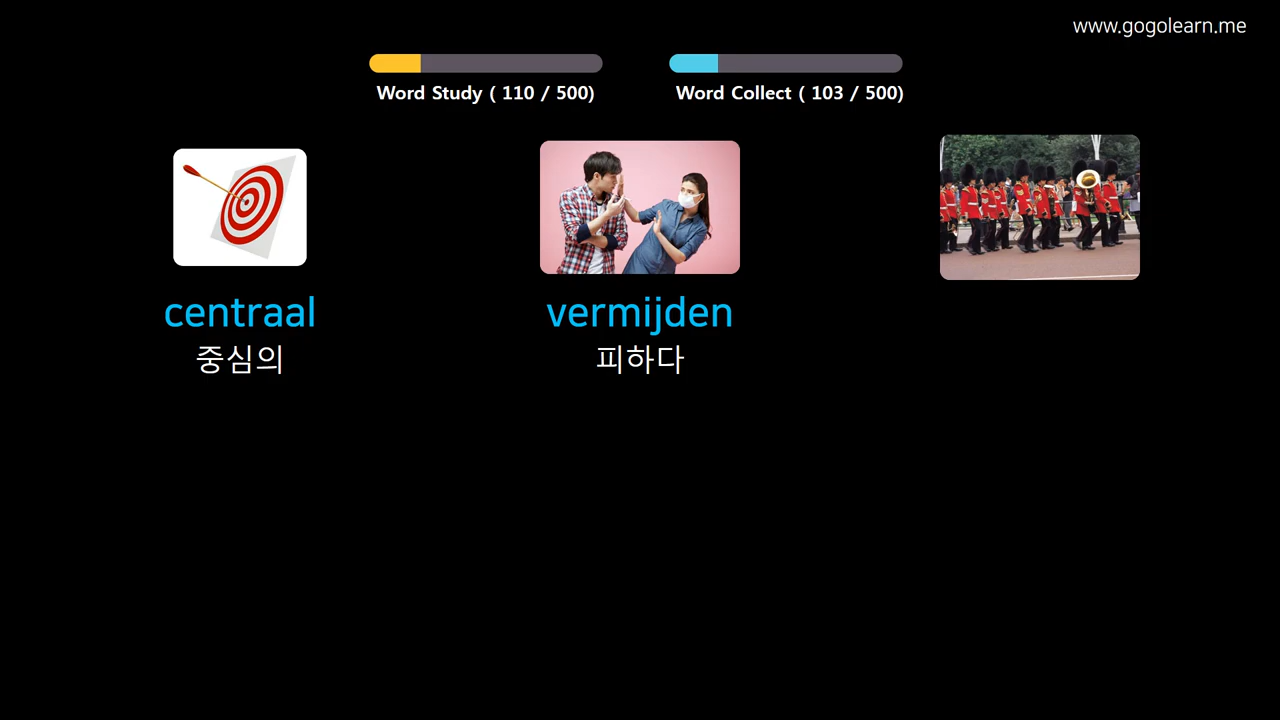 www.gogolearn.me
Word Study ( 110 / 500)
Word Collect ( 103 / 500)
centraal
중심의
vermijden
피하다